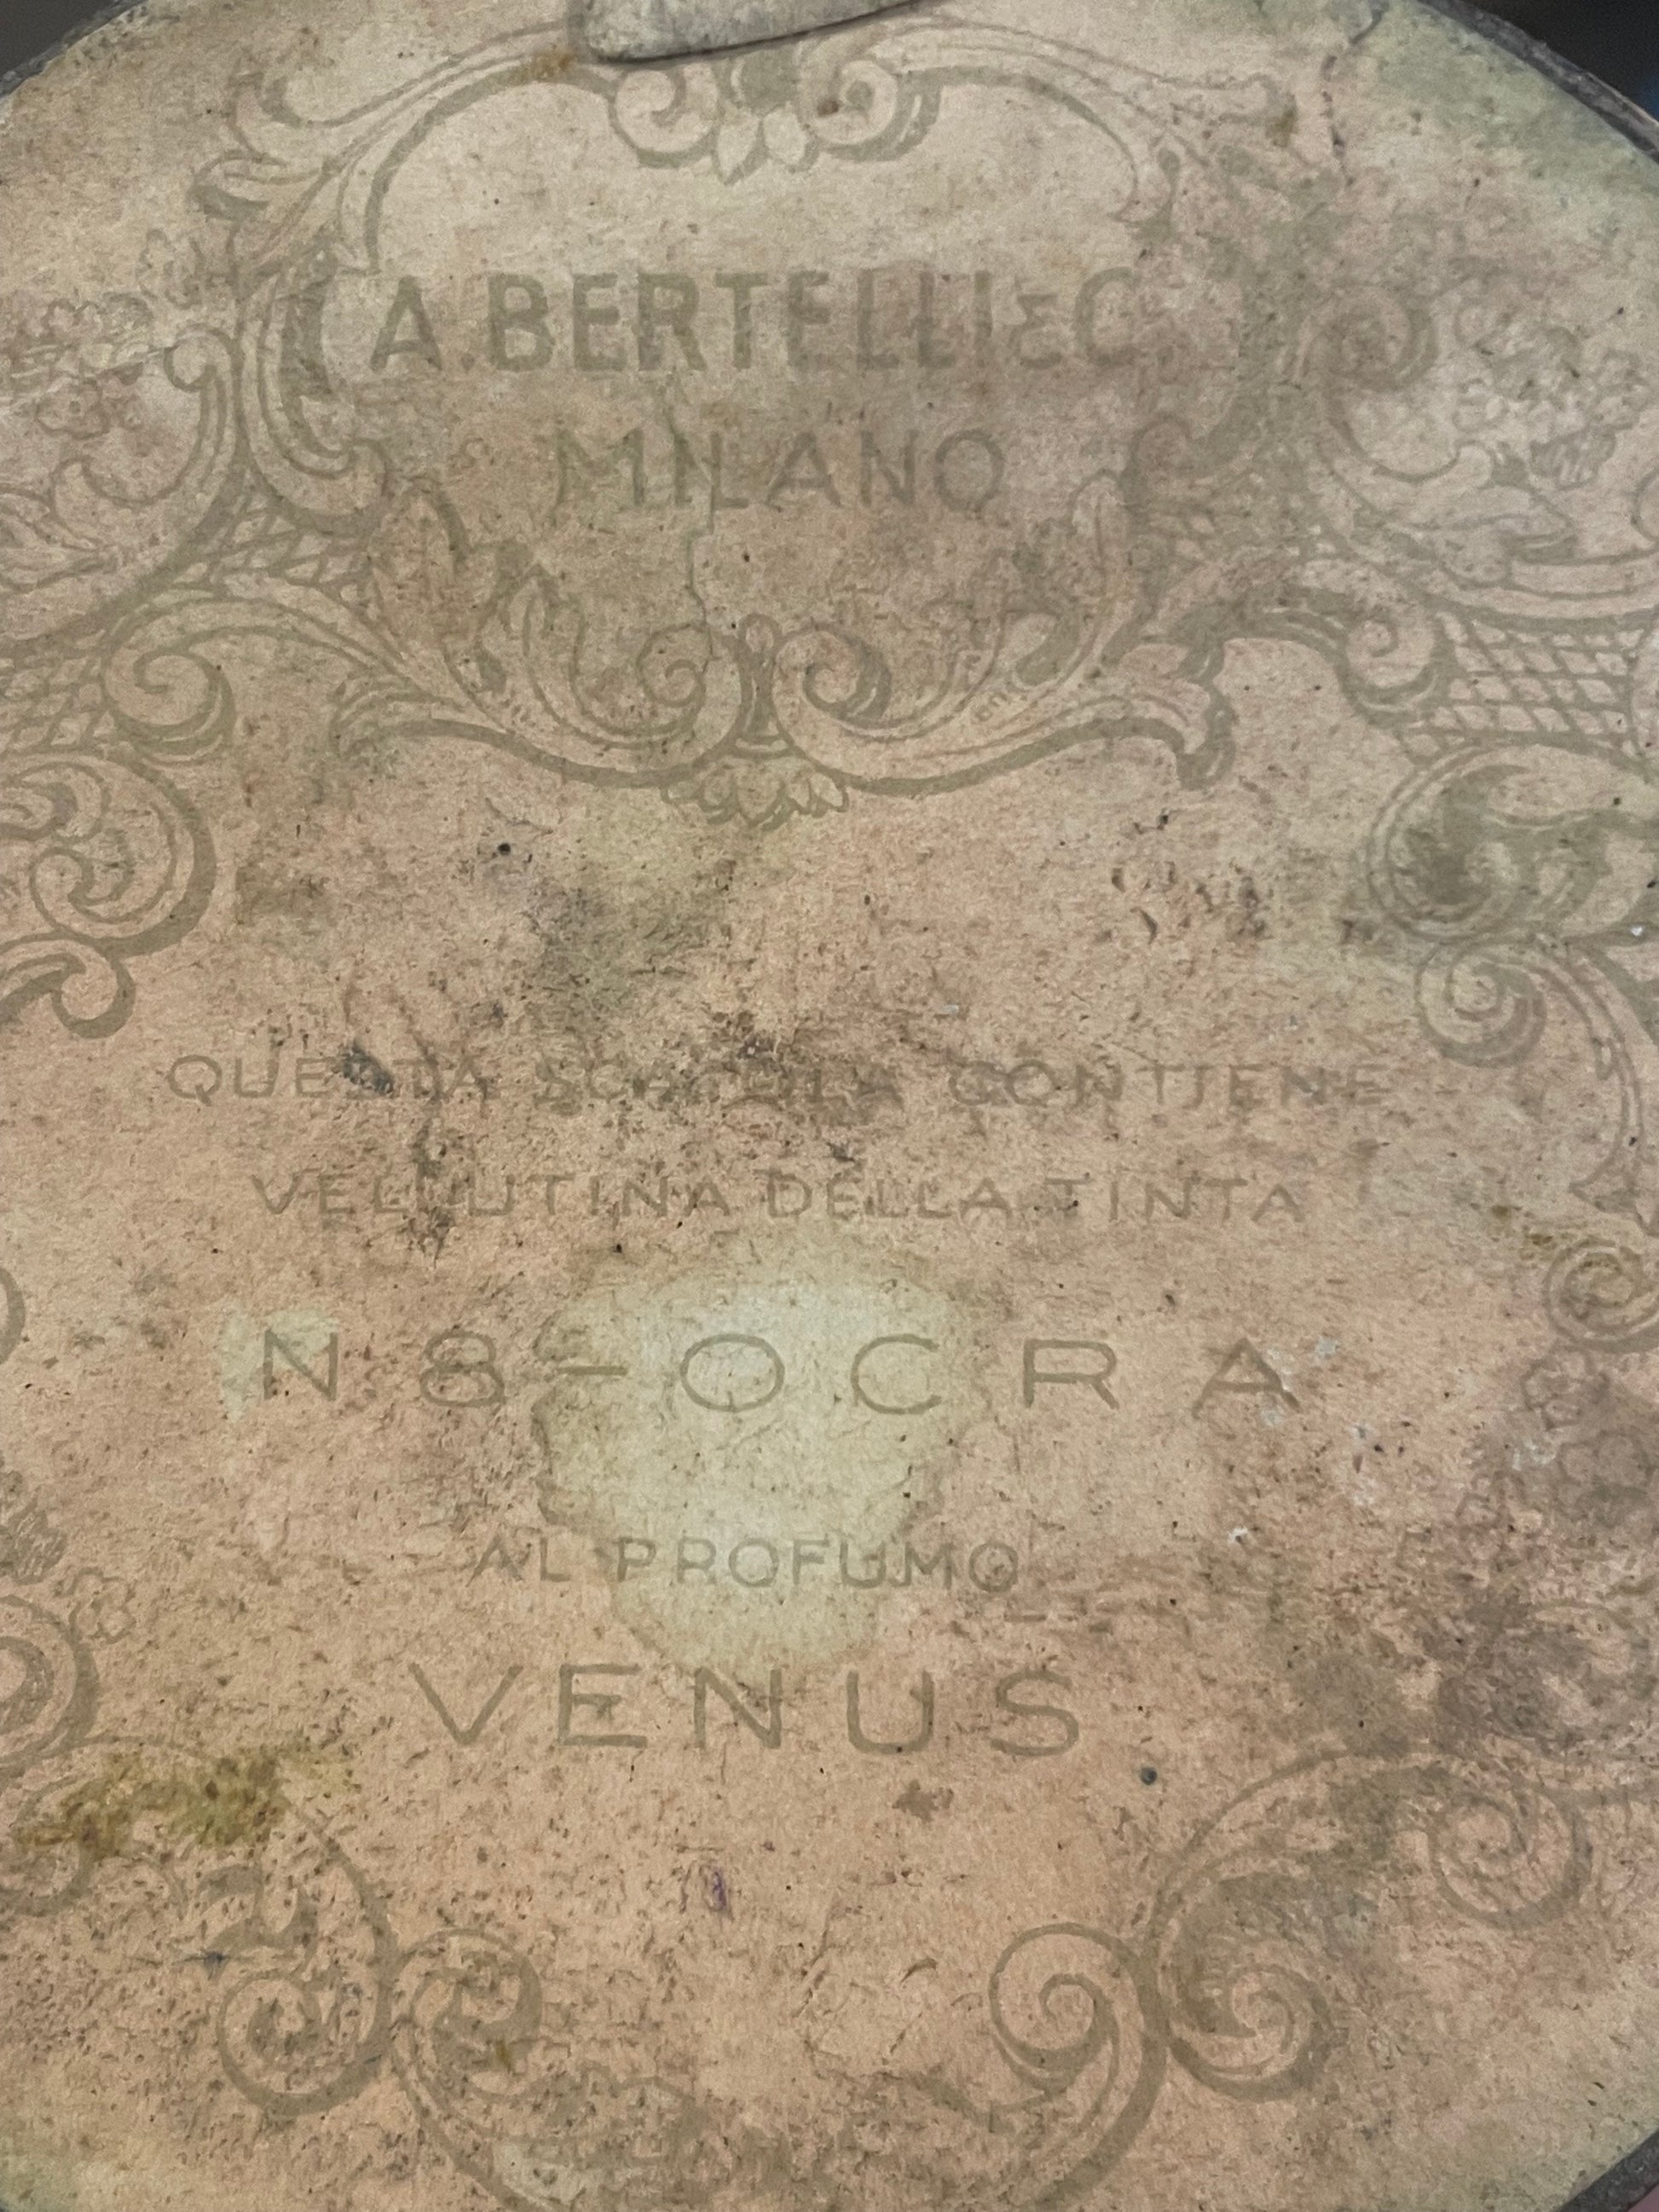 A. BERTELLI & C
MILANO
QUESTA SCATOLA CONTIENE
VELLUTINA DELLA TINTA
N 8 - OCRA
AL PROFUMO
VENUS